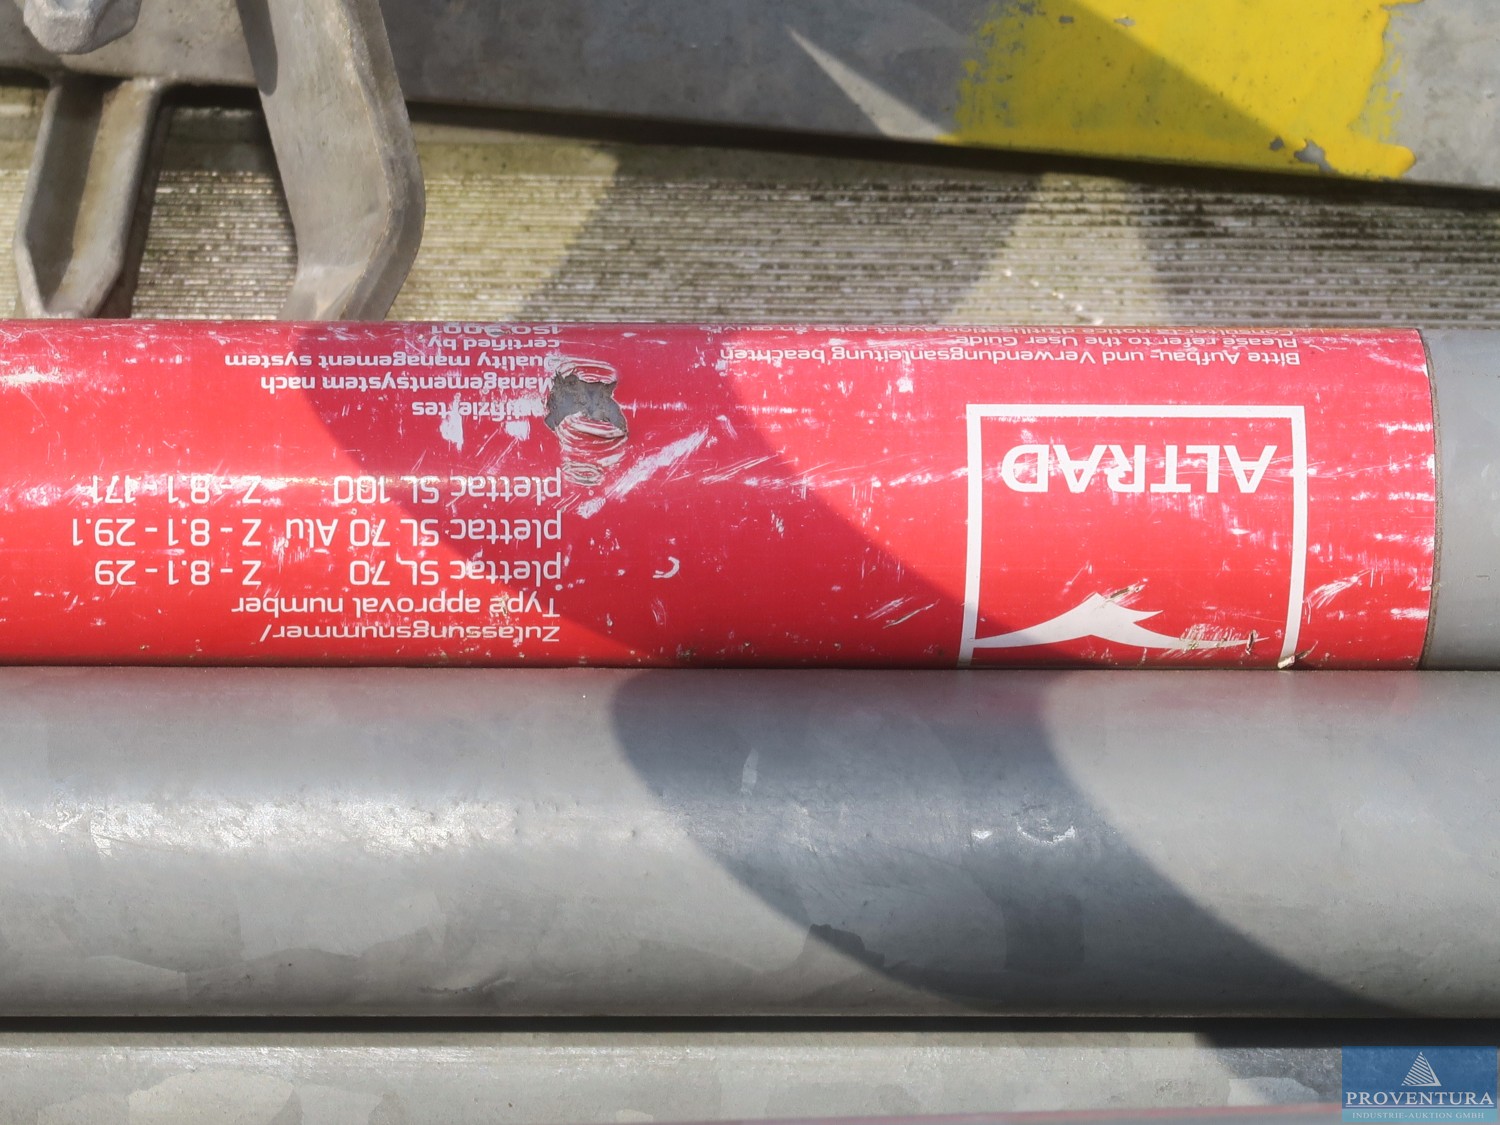 ALTRAD
Bitte Aufbau- und Verwendungsanleitung beachten
Please refer to the User Guide
Zulassungsnummer/
Type approval number
plettac SL 70 Z - 8.1 - 29
plettac SL 70 Alu Z - 8.1 - 29.1
plettac SL 100 Z - 8.1 - 171
Managementsystem nach
Quality management system
certified by
ISO 9001
PROVENTURA
INDUSTRIE-AUKTION GMBH